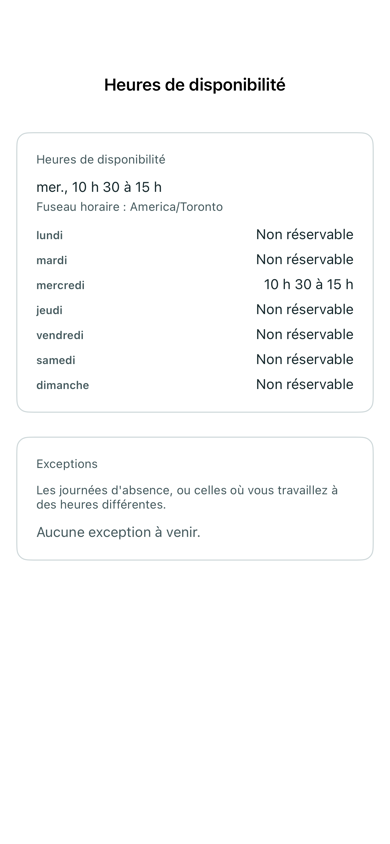 Heures de disponibilité
Heures de disponibilité
mer., 10 h 30 à 15 h
Fuseau horaire : America/Toronto
lundi Non réservable
mardi Non réservable
mercredi 10 h 30 à 15 h
jeudi Non réservable
vendredi Non réservable
samedi Non réservable
dimanche Non réservable
Exceptions
Les journées d'absence, ou celles où vous travaillez à
des heures différentes.
Aucune exception à venir.